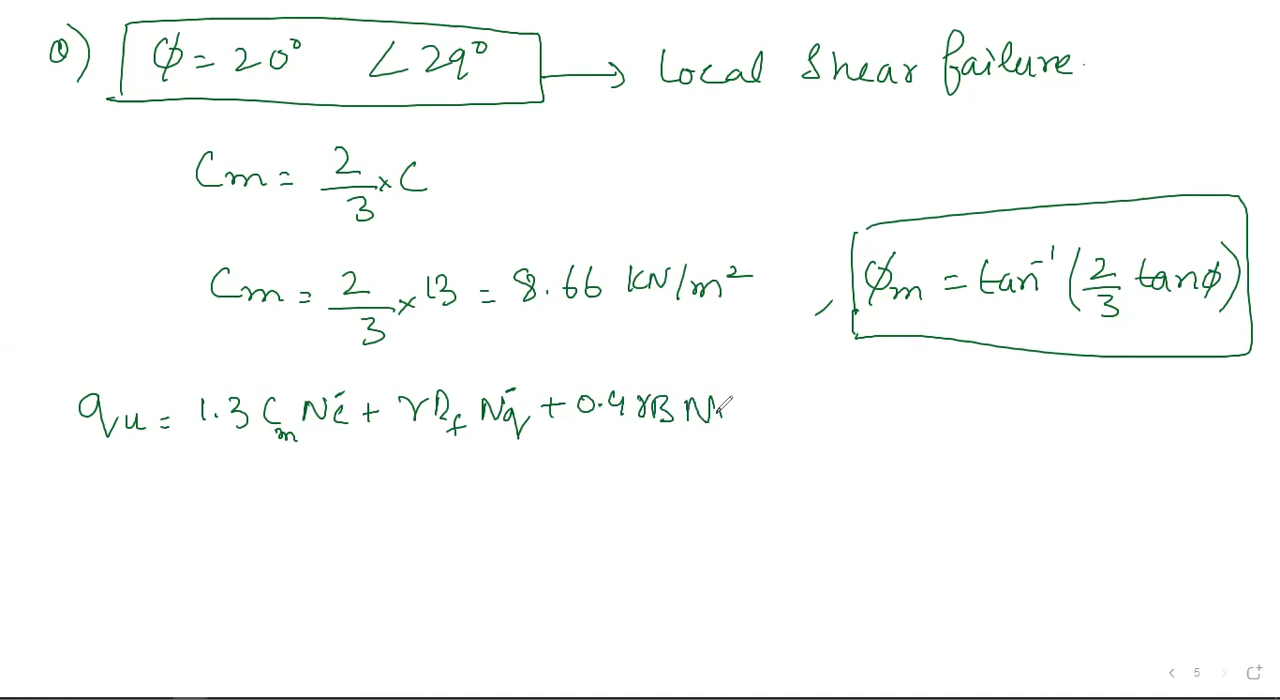 Q) ϕ = 20° ∠ 29° → Local Shear failure.
Cm = 2/3 × C
Cm = 2/3 × 13 = 8.66 KN/m²
, ϕm = tan⁻¹ (2/3 tanϕ)
qu = 1.3 Cm Nc' + γDf Nq' + 0.4 γB Nγ
< 5 >